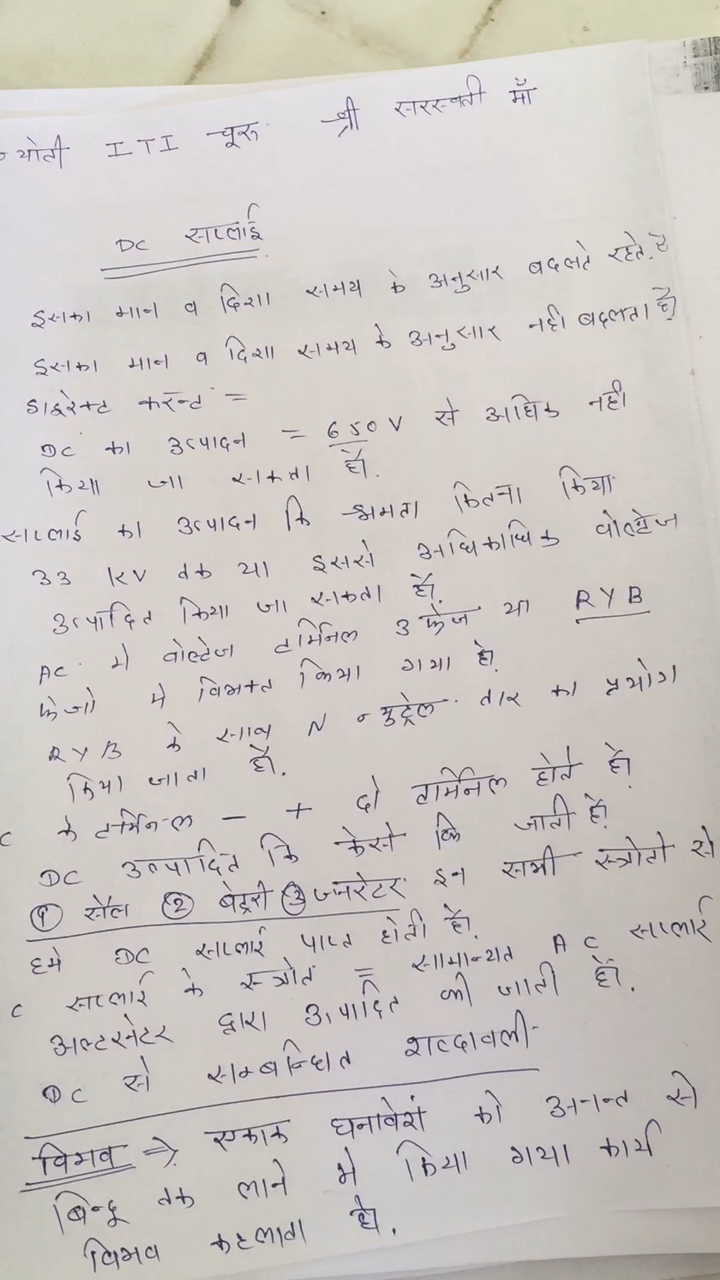 ज्योती ITI चूरू श्री सरस्वती माँ
DC सप्लाई
इसका मान व दिशा समय के अनुसार बदलते रहते है
इसका मान व दिशा समय के अनुसार नही बदलता है
डाइरेक्ट करंन्ट =
DC का उत्पादन = 650V से अधिक नही
किया जा सकता है.
सप्लाई का उत्पादन कि क्षमता कितना किया
33 KV तक या इससे अधिकाधिक वोल्टेज
उत्पादित किया जा सकता है.
AC में वोल्टेज टार्मिनल 3 फेज या RYB
फेजो मे विभक्त किया गया है.
RYB के साथ N न्युट्रेल तार का प्रयोग
किया जाता है.
C के टर्मिनल - + दो टार्मिनल होते है.
DC उत्पादित कि केसे कि जाती है.
① सैल ② बेट्ररी ③ जनरेटर इन सभी स्त्रोतो से
हमे DC सप्लाई पाप्त होती है.
C सप्लाई के स्त्रोत = सामान्यत AC सप्लाई
अल्टरनेटर द्वारा उत्पादित की जाती है.
DC से सम्बन्धित शब्दावली-
विभव ⇒ एकाक धनावेशं को अनन्त से
बिन्दू तक लाने मे किया गया कार्य
विभव कहलाता है.